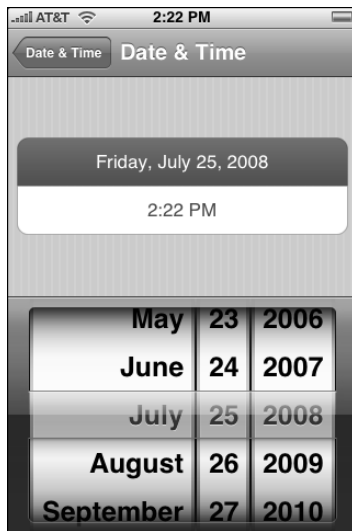 AT&T 2:22 PM
Date & Time Date & Time
Friday, July 25, 2008
2:22 PM
May 23 2006
June 24 2007
July 25 2008
August 26 2009
September 27 2010